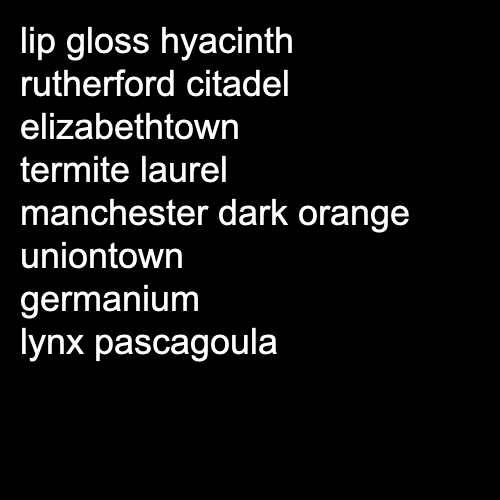 lip gloss hyacinth
rutherford citadel
elizabethtown
termite laurel
manchester dark orange
uniontown
germanium
lynx pascagoula